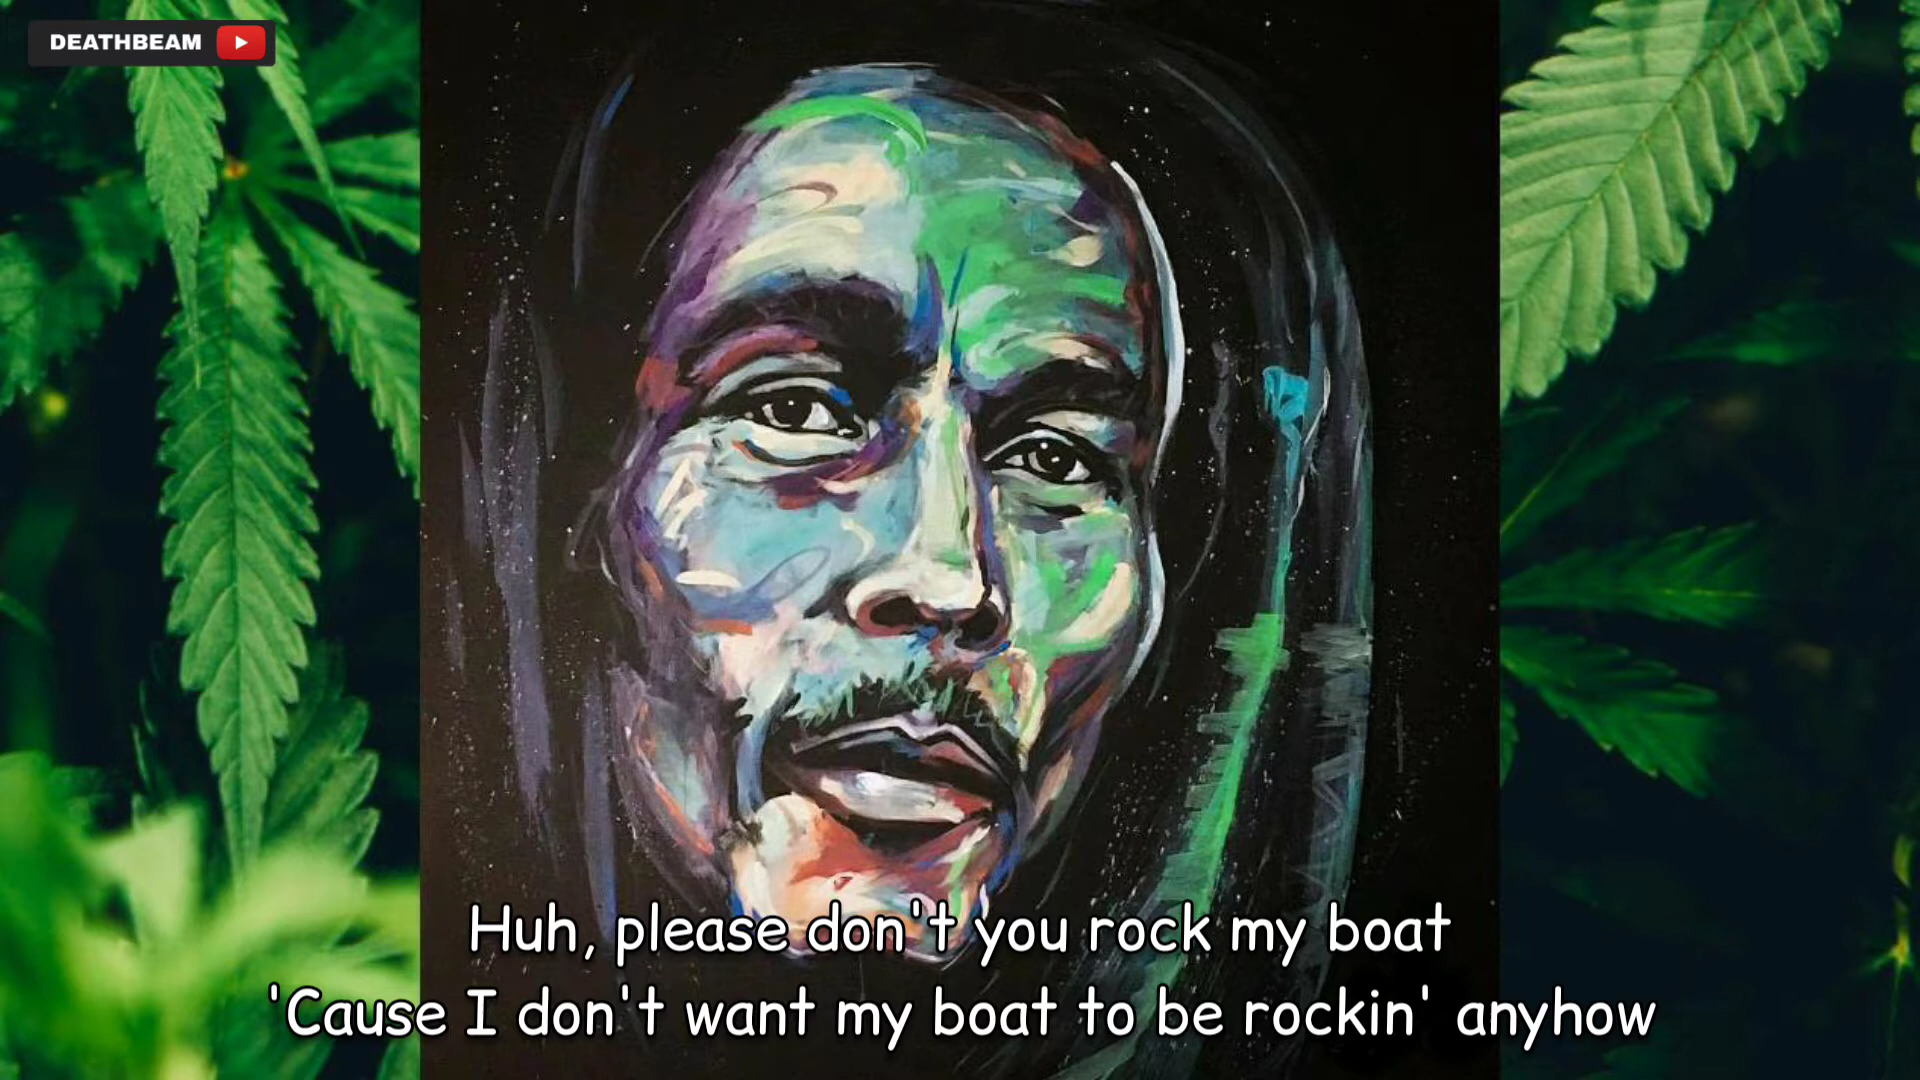 DEATHBEAM
Huh, please don't you rock my boat
'Cause I don't want my boat to be rockin' anyhow